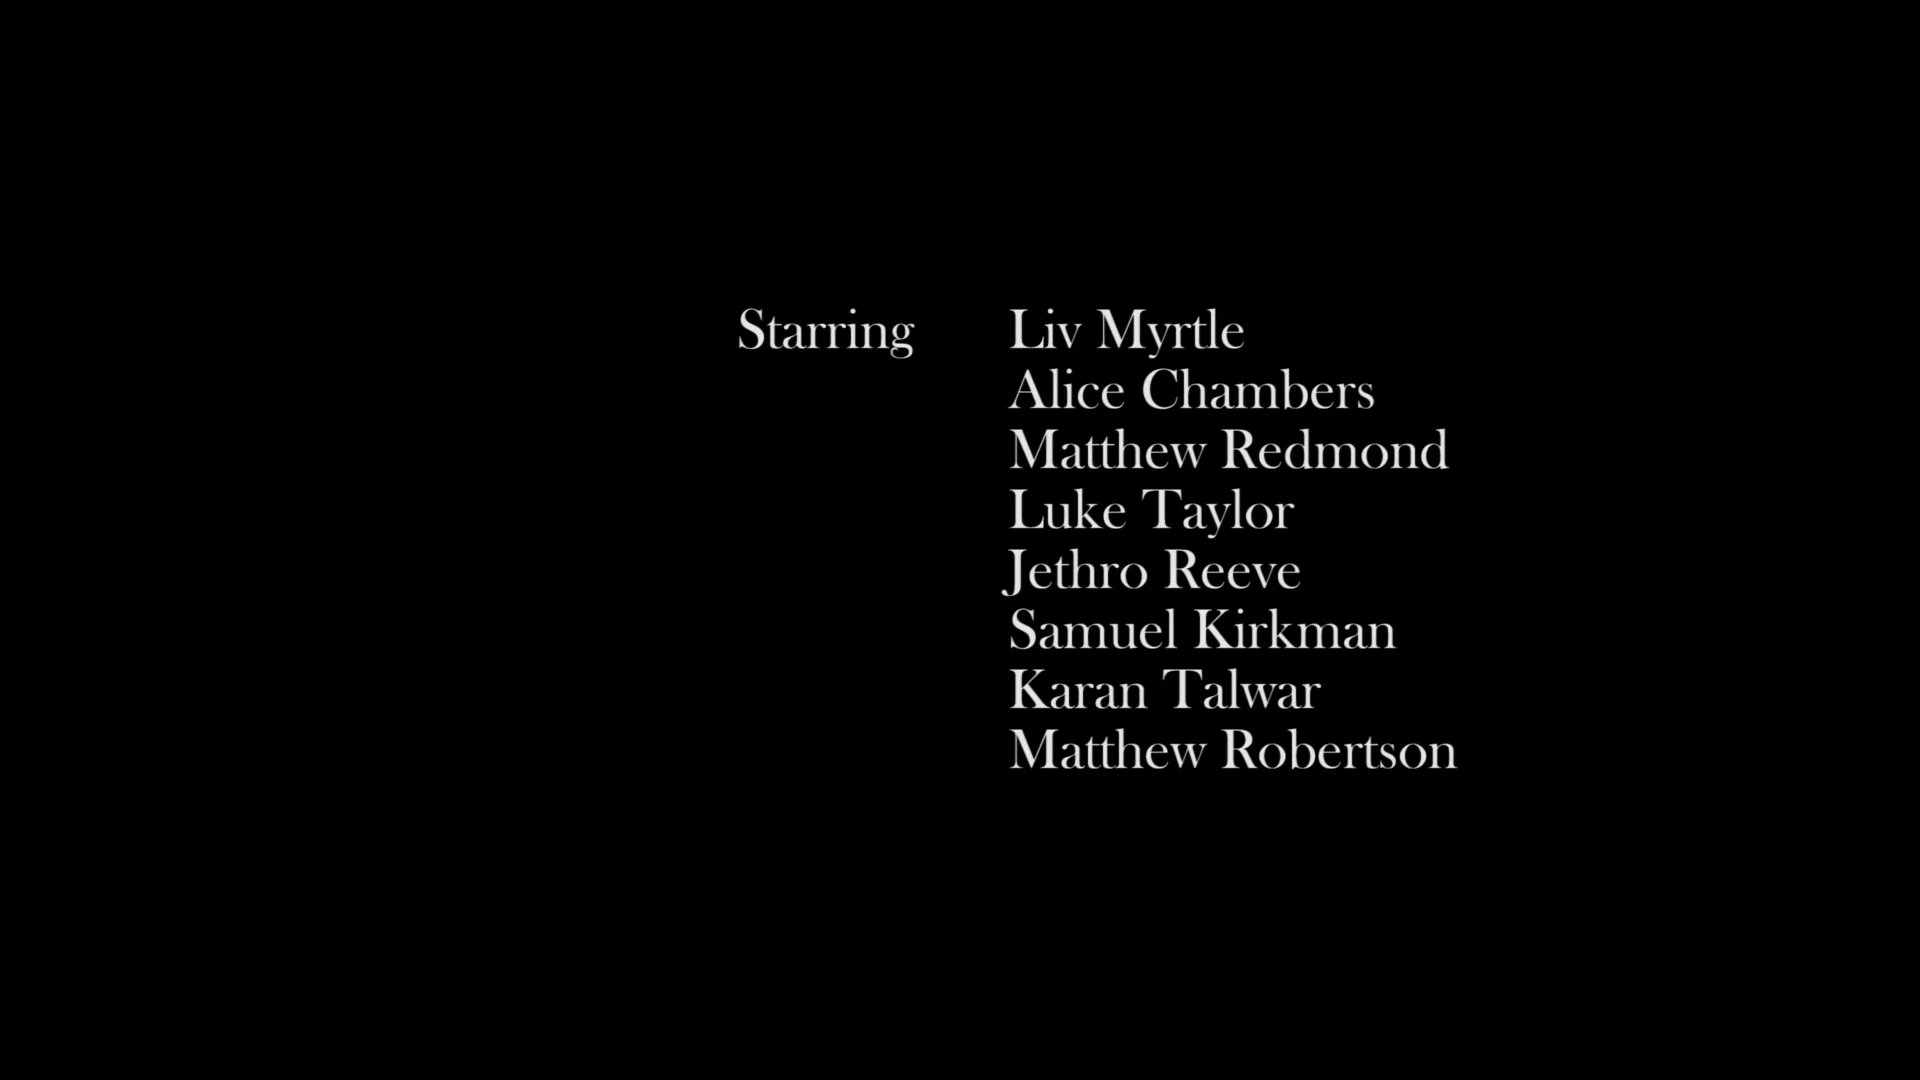 Starring Liv Myrtle
Alice Chambers
Matthew Redmond
Luke Taylor
Jethro Reeve
Samuel Kirkman
Karan Talwar
Matthew Robertson